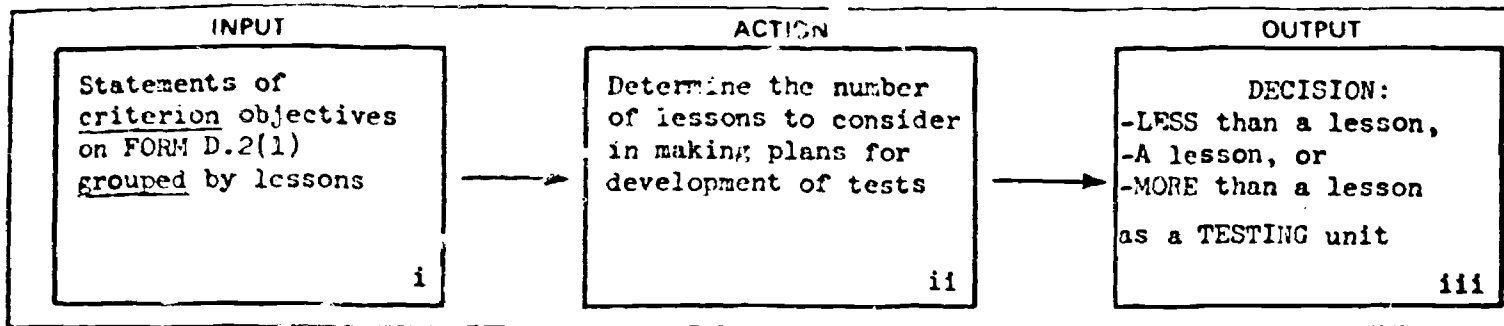 INPUT
Statements of
criterion objectives
on FORM D.2(1)
grouped by lessons
i
ACTION
Determine the number
of lessons to consider
in making plans for
development of tests
ii
OUTPUT
DECISION:
-LESS than a lesson,
-A lesson, or
-MORE than a lesson
as a TESTING unit
iii